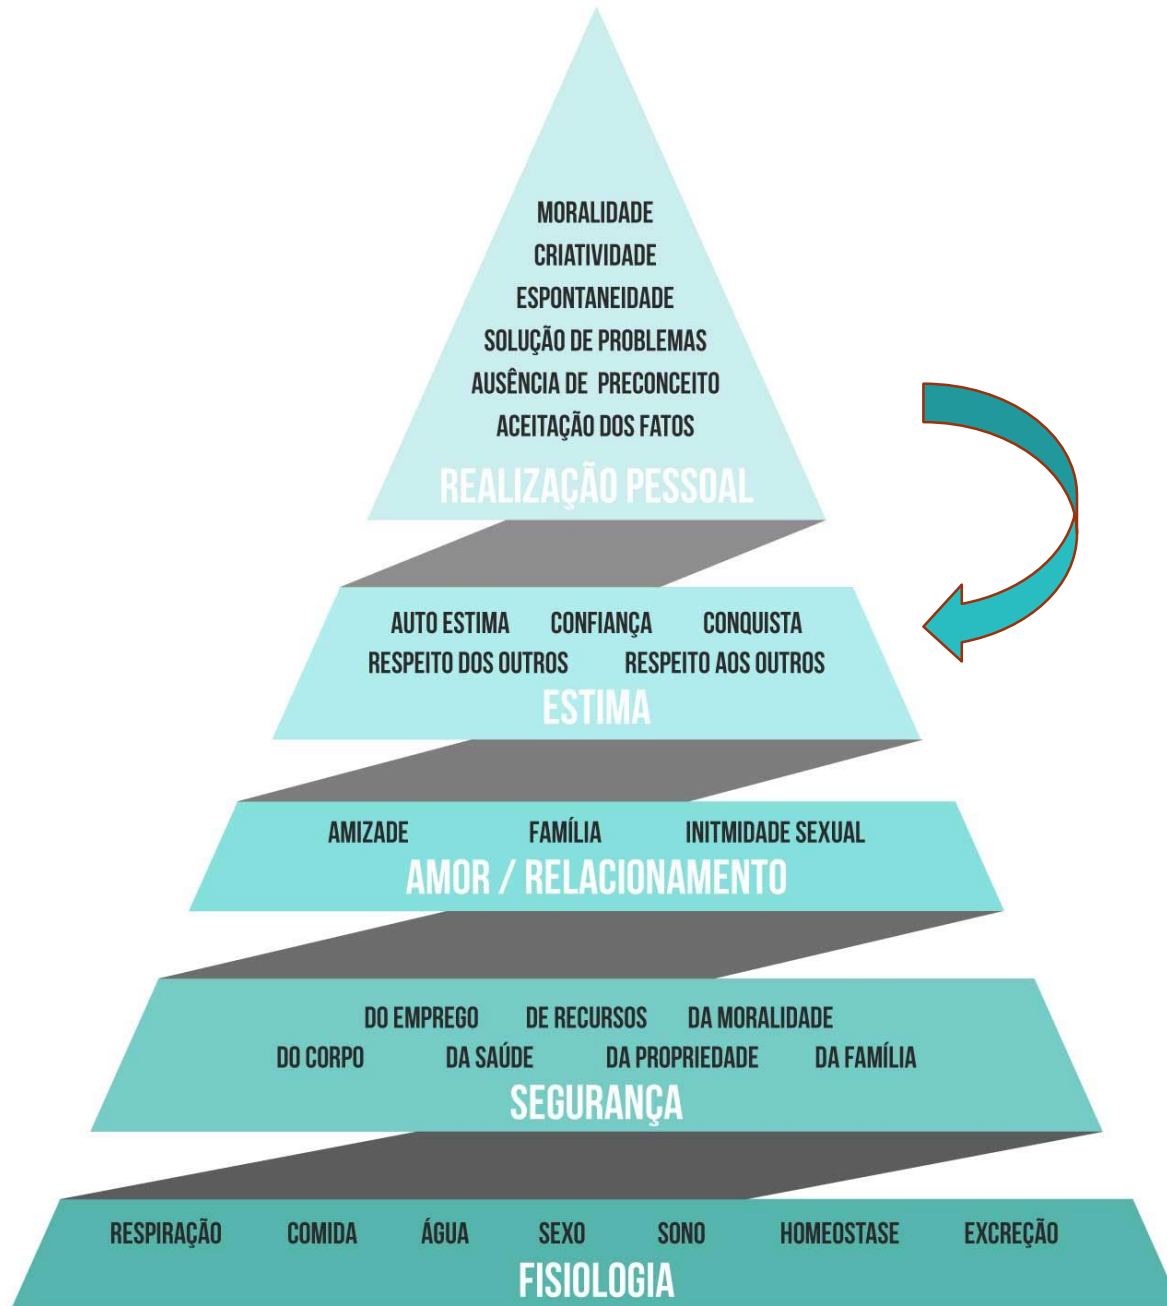 MORALIDADE
CRIATIVIDADE
ESPONTANEIDADE
SOLUÇÃO DE PROBLEMAS
AUSÊNCIA DE PRECONCEITO
ACEITAÇÃO DOS FATOS
REALIZAÇÃO PESSOAL
AUTO ESTIMA CONFIANÇA CONQUISTA
RESPEITO DOS OUTROS RESPEITO AOS OUTROS
ESTIMA
AMIZADE FAMÍLIA INITMIDADE SEXUAL
AMOR / RELACIONAMENTO
DO EMPREGO DE RECURSOS DA MORALIDADE
DO CORPO DA SAÚDE DA PROPRIEDADE DA FAMÍLIA
SEGURANÇA
RESPIRAÇÃO COMIDA ÁGUA SEXO SONO HOMEOSTASE EXCREÇÃO
FISIOLOGIA